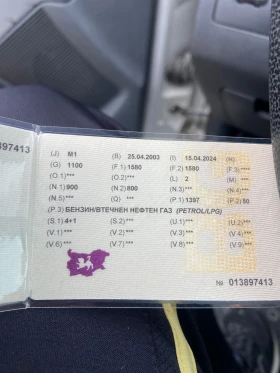 397413
(J) M1 (B) 25.04.2003 (I) 15.04.2024 (H)
(G) 1100 (F.1) 1580 (F.2) 1580 (F.3)***
(O.1)*** (O.2)*** (L) 2 (M) ***
(N.1) 900 (N.2) 800 (N.3)*** (N.4)***
(N.5)*** (Q) *** (P.1) 1397 (P.2) 50
(P.3) БЕНЗИН/ВТЕЧНЕН НЕФТЕН ГАЗ (PETROL/LPG)
(S.1) 4+1 (S.2)*** (U.1)*** (U.2)***
(V.1) *** (V.2)*** (V.3)*** (V.5)***
(V.6)*** (V.7) *** (V.8)*** (V.9)***
№ 013897413